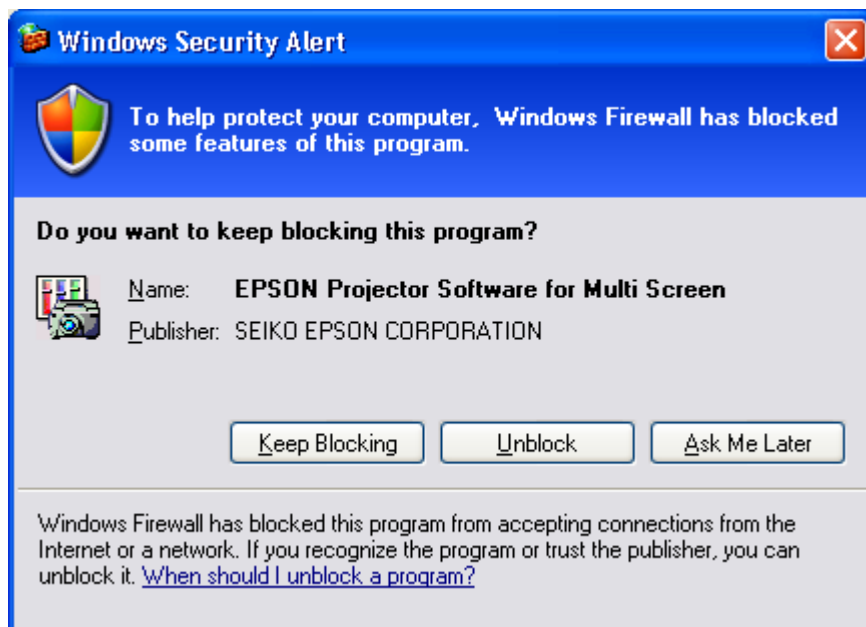 Windows Security Alert
To help protect your computer, Windows Firewall has blocked
some features of this program.
Do you want to keep blocking this program?
Name: EPSON Projector Software for Multi Screen
Publisher: SEIKO EPSON CORPORATION
Keep Blocking Unblock Ask Me Later
Windows Firewall has blocked this program from accepting connections from the
Internet or a network. If you recognize the program or trust the publisher, you can
unblock it. When should I unblock a program?